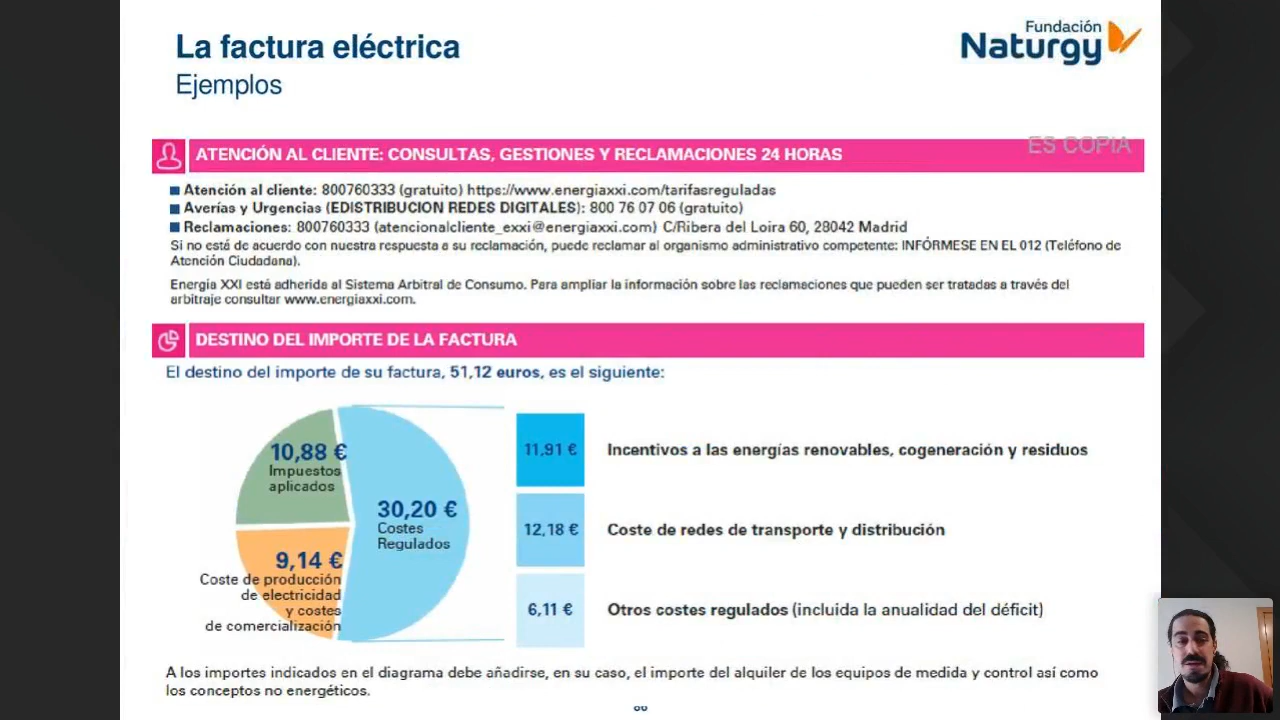 La factura eléctrica
Ejemplos
Fundación
Naturgy
ES COPIA
ATENCIÓN AL CLIENTE: CONSULTAS, GESTIONES Y RECLAMACIONES 24 HORAS
Atención al cliente: 800760333 (gratuito) https://www.energiaxxi.com/tarifasreguladas
Averías y Urgencias (EDISTRIBUCION REDES DIGITALES): 800 76 07 06 (gratuito)
Reclamaciones: 800760333 (atencionalcliente_exxi@energiaxxi.com) C/Ribera del Loira 60, 28042 Madrid
Si no está de acuerdo con nuestra respuesta a su reclamación, puede reclamar al organismo administrativo competente: INFÓRMESE EN EL 012 (Teléfono de
Atención Ciudadana).
Energía XXI está adherida al Sistema Arbitral de Consumo. Para ampliar la información sobre las reclamaciones que pueden ser tratadas a través del
arbitraje consultar www.energiaxxi.com.
DESTINO DEL IMPORTE DE LA FACTURA
El destino del importe de su factura, 51,12 euros, es el siguiente:
10,88 €
Impuestos
aplicados
30,20 €
Costes
Regulados
9,14 €
Coste de producción
de electricidad
y costes
de comercialización
11,91 €
Incentivos a las energías renovables, cogeneración y residuos
12,18 €
Coste de redes de transporte y distribución
6,11 €
Otros costes regulados (incluida la anualidad del déficit)
A los importes indicados en el diagrama debe añadirse, en su caso, el importe del alquiler de los equipos de medida y control así como
los conceptos no energéticos.